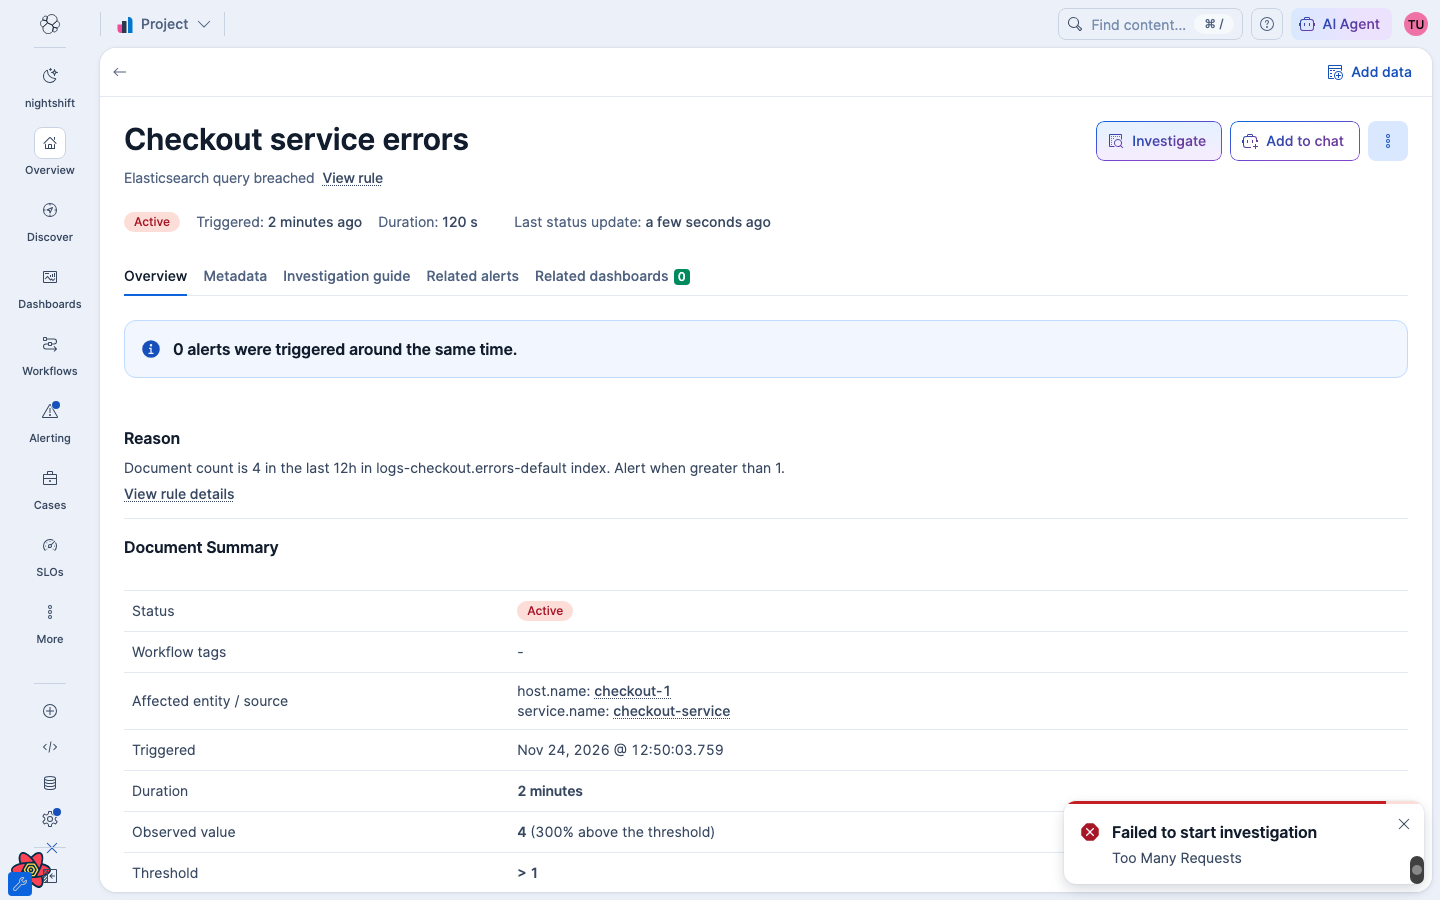 Project
Find content...
⌘ /
AI Agent
TU
nightshift
Overview
Discover
Dashboards
Workflows
Alerting
Cases
SLOs
More
Add data
Checkout service errors
Investigate
Add to chat
Elasticsearch query breached View rule
Active Triggered: 2 minutes ago Duration: 120 s Last status update: a few seconds ago
Overview Metadata Investigation guide Related alerts Related dashboards 0
0 alerts were triggered around the same time.
Reason
Document count is 4 in the last 12h in logs-checkout.errors-default index. Alert when greater than 1.
View rule details
Document Summary
Status Active
Workflow tags -
Affected entity / source host.name: checkout-1
service.name: checkout-service
Triggered Nov 24, 2026 @ 12:50:03.759
Duration 2 minutes
Observed value 4 (300% above the threshold)
Threshold > 1
Failed to start investigation
Too Many Requests